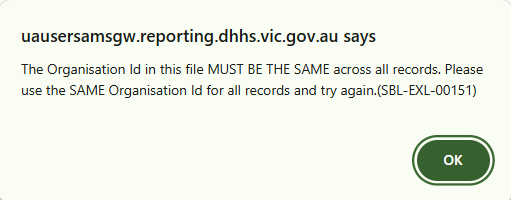 uausersamsgw.reporting.dhhs.vic.gov.au says
The Organisation Id in this file MUST BE THE SAME across all records. Please
use the SAME Organisation Id for all records and try again.(SBL-EXL-00151)
OK